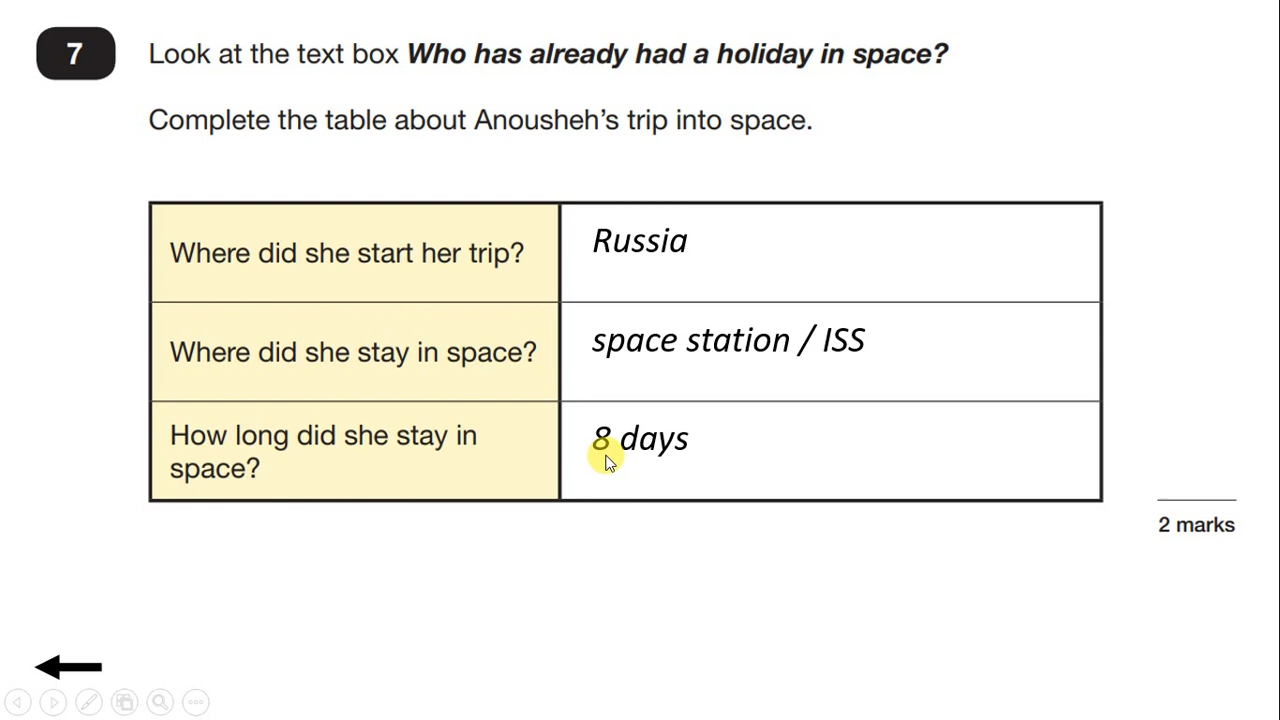 7
Look at the text box Who has already had a holiday in space?
Complete the table about Anousheh's trip into space.
Where did she start her trip?
Russia
Where did she stay in space?
space station / ISS
How long did she stay in
space?
8 days
2 marks